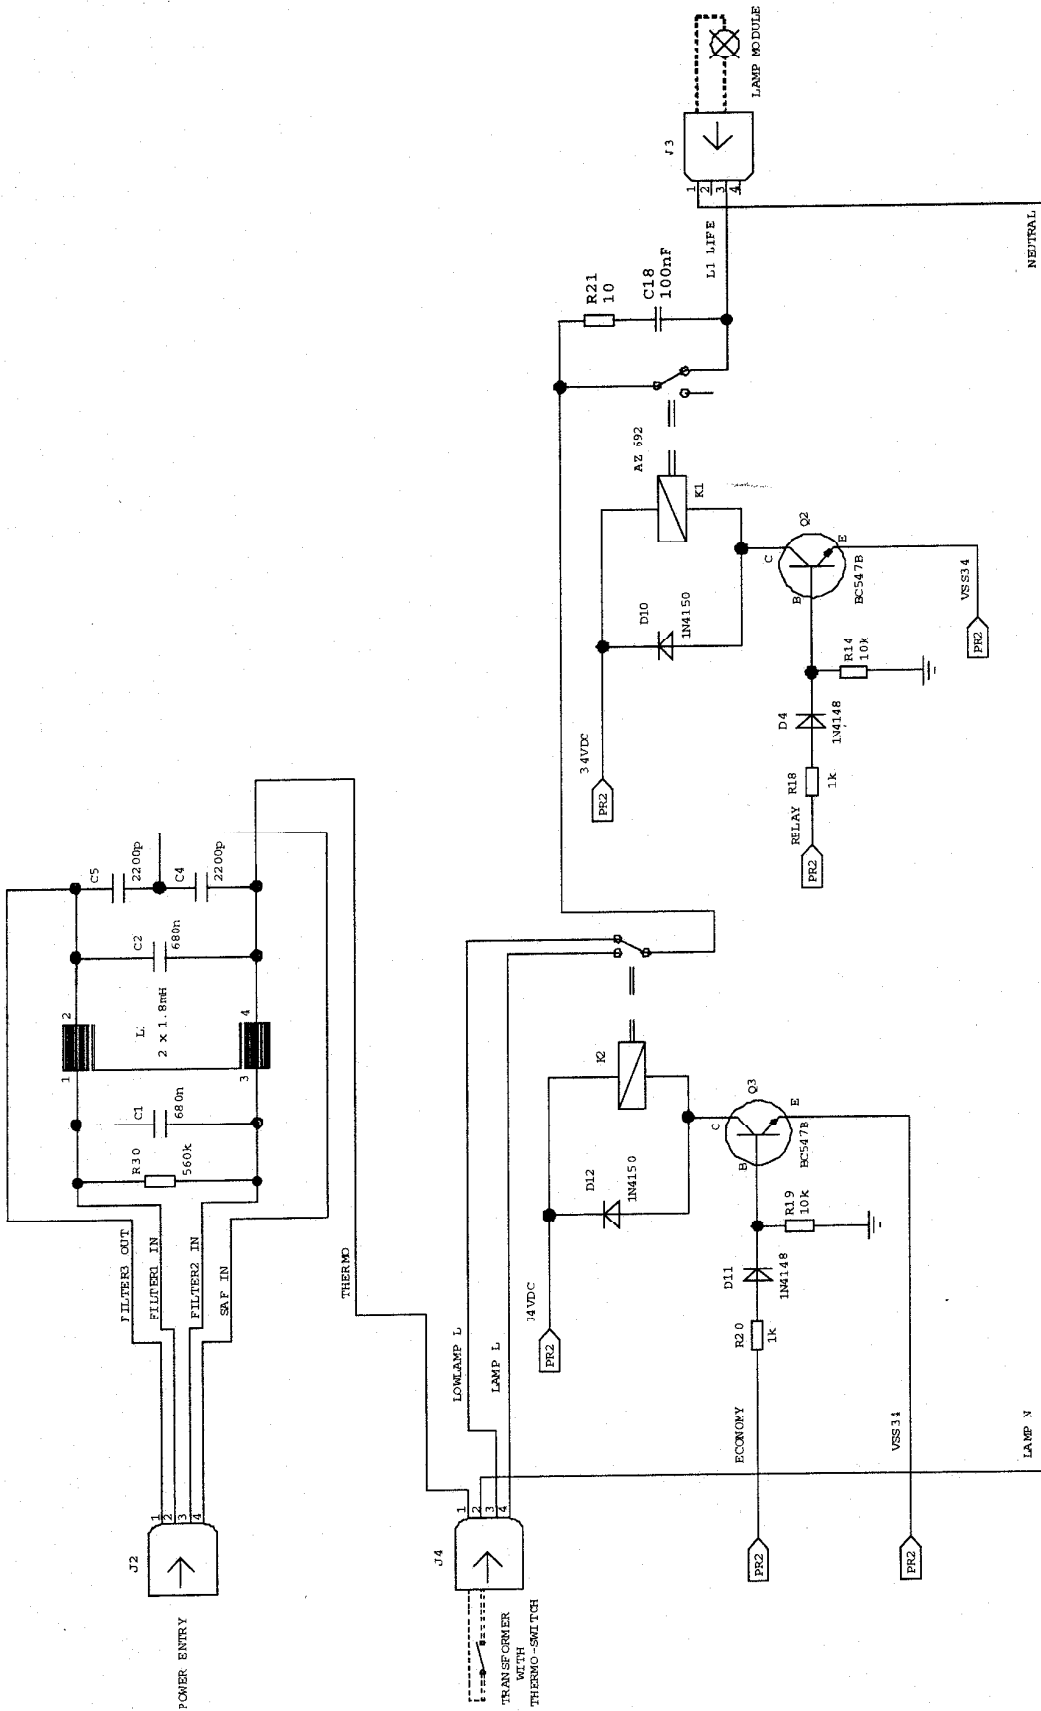 POWER ENTRY
J2
1
2
3
4
FILTER3 OUT
FILTER1 IN
FILTER2 IN
SAF IN
R30
560k
C1
680n
1
2
3
4
2 x 1.8mH
C2
680n
C5
2200p
C4
2200p
THERMO
TRANSFORMER
WITH
THERMO-SWITCH
J4
1
2
3
4
LOWLAMP L
LAMP L
LAMP N
PR2
34VDC
D12
1N4150
K2
PR2
ECONOMY
R20
1k
D11
1N4148
R19
10k
B
C
E
Q3
BC547B
PR2
VSS34
PR2
34VDC
D10
1N4150
K1
AZ 692
PR2
RELAY
R18
1k
D4
1N4148
R14
10k
B
C
E
Q2
BC547B
PR2
VSS34
R21
10
C18
100nF
L1 LIFE
J3
1
2
3
4
LAMP MODULE
NEUTRAL